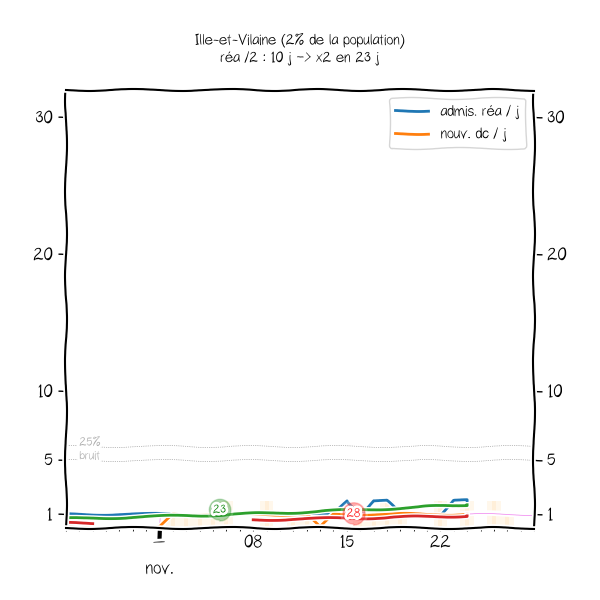 Ille-et-Vilaine (2% de la population)
réa /2 : 10 j -> x2 en 23 j
admis. réa / j
nouv. dc / j
30 30
20 20
10 10
25%
bruit
5 5
23
28
1 1
1 08 15 22
nov.